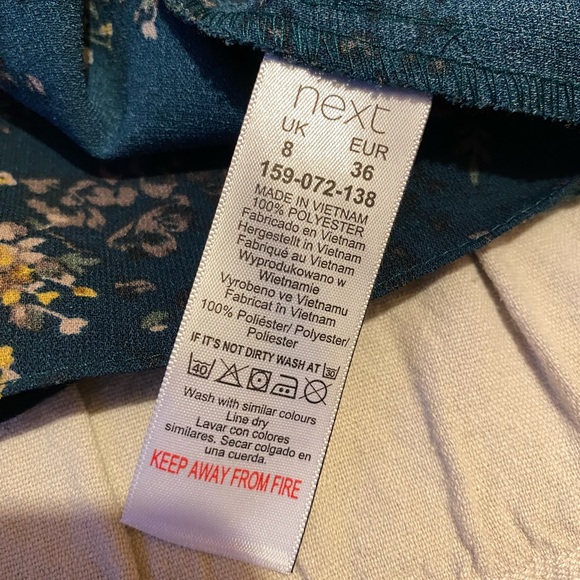 next
UK EUR
8 36
159-072-138
MADE IN VIETNAM
100% POLYESTER
Fabricado en Vietnam
Hergestellt in Vietnam
Fabriqué au Vietnam
Wyprodukowano w
Wietnamie
Vyrobeno ve Vietnamu
Fabricat în Vietnam
100% Poliéster/ Polyester/
Poliester
IF IT'S NOT DIRTY WASH AT 30
40
Wash with similar colours
Line dry
Lavar con colores
similares, Secar colgado en
una cuerda.
KEEP AWAY FROM FIRE